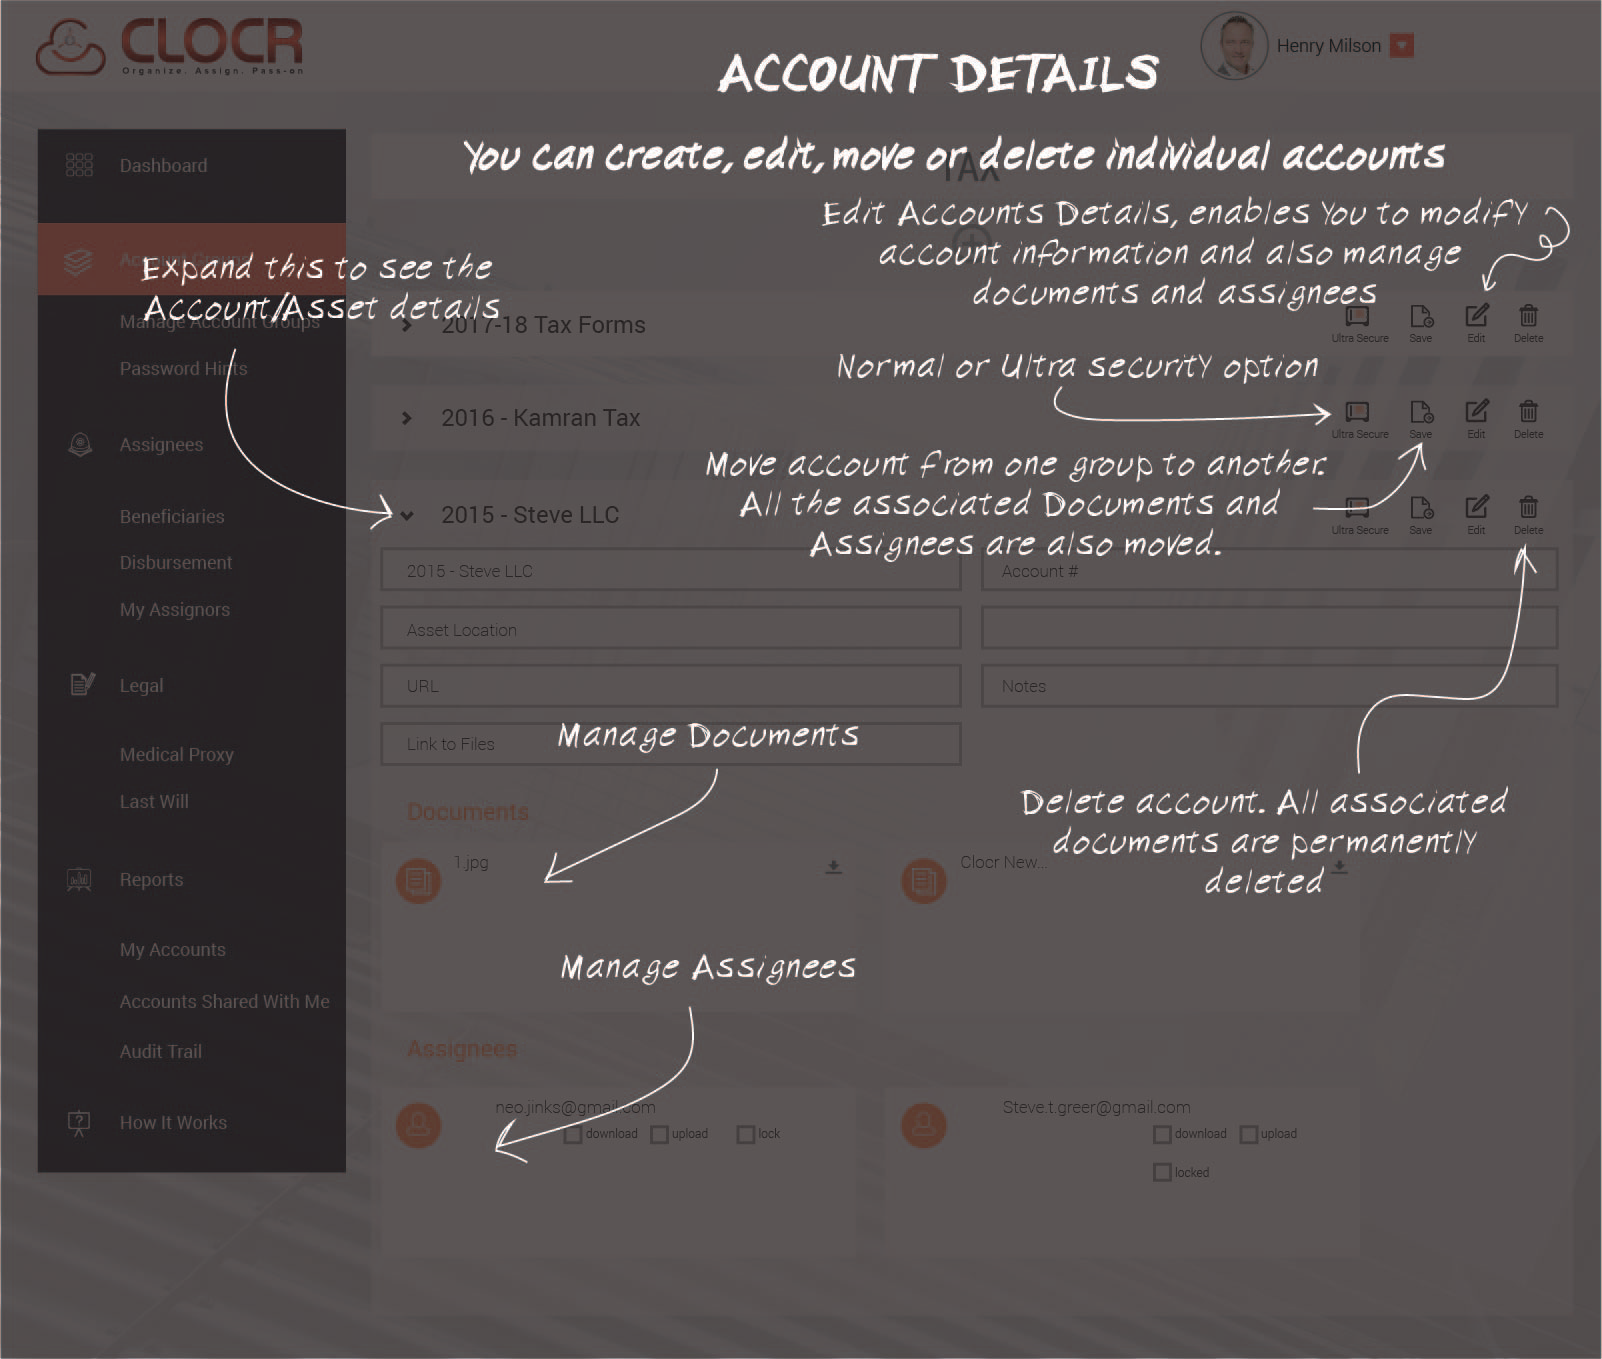 CLOCR
Organize. Assign. Pass-on
Henry Milson
ACCOUNT DETAILS
You can create, edit, move or delete individual accounts
TAX
Edit Accounts Details, enables You to modify
account information and also manage
documents and assignees
Dashboard
Account Groups
Expand this to see the
Account/Asset details
Manage Account Groups
Password Hints
Assignees
Beneficiaries
Disbursement
My Assignors
Legal
Medical Proxy
Last Will
Reports
My Accounts
Accounts Shared With Me
Audit Trail
How It Works
2017-18 Tax Forms
Ultra Secure Save Edit Delete
Normal or Ultra security option
2016 - Kamran Tax
Ultra Secure Save Edit Delete
Move account from one group to another.
All the associated Documents and
Assignees are also moved.
2015 - Steve LLC
Ultra Secure Save Edit Delete
2015 - Steve LLC Account #
Asset Location
URL Notes
Link to Files
Manage Documents
Delete account. All associated
documents are permanently
deleted
Documents
1.jpg Clocr New...
Manage Assignees
Assignees
neo.jinks@gmail.com
download upload lock
Steve.t.greer@gmail.com
download upload
locked